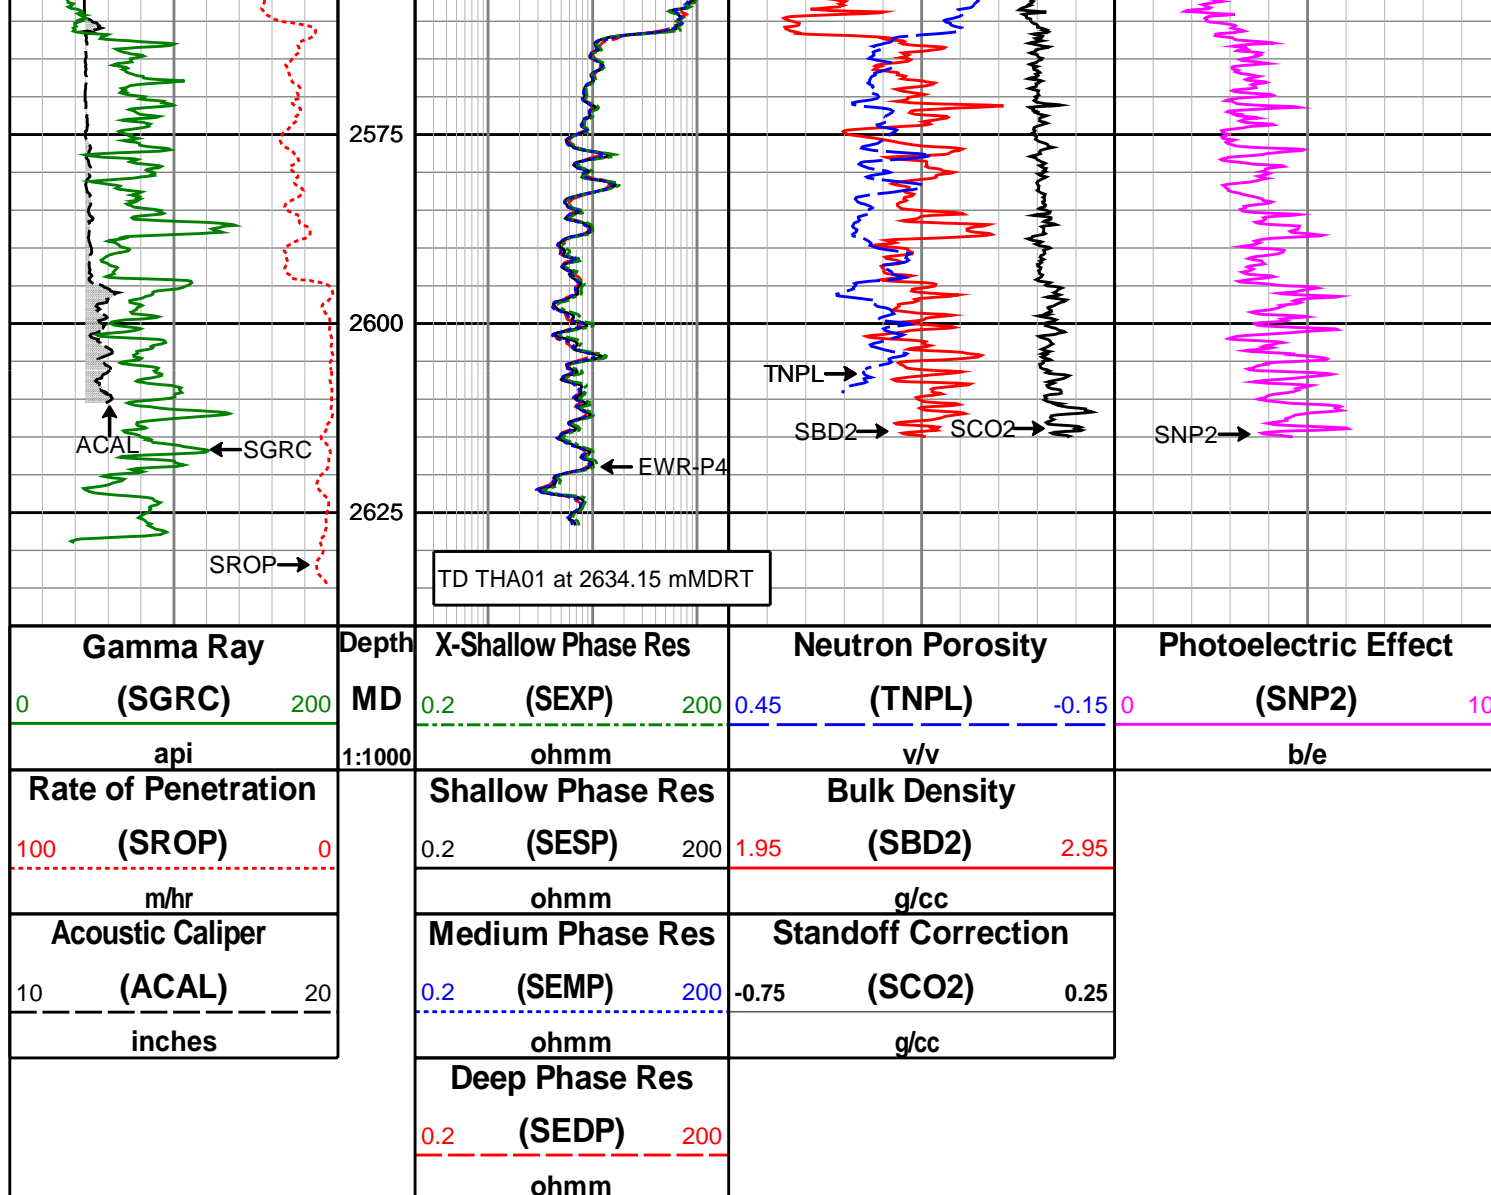 2575
2600
TNPL
SBD2
SCO2
SNP2
ACAL
SGRC
EWR-P4
2625
SROP
TD THA01 at 2634.15 mMDRT
Gamma Ray
(SGRC)
0 200
api
Depth
MD
1:1000
X-Shallow Phase Res
(SEXP)
0.2 200
ohmm
Neutron Porosity
(TNPL)
0.45 -0.15
v/v
Photoelectric Effect
(SNP2)
0 10
b/e
Rate of Penetration
(SROP)
100 0
m/hr
Shallow Phase Res
(SESP)
0.2 200
ohmm
Bulk Density
(SBD2)
1.95 2.95
g/cc
Acoustic Caliper
(ACAL)
10 20
inches
Medium Phase Res
(SEMP)
0.2 200
ohmm
Standoff Correction
(SCO2)
-0.75 0.25
g/cc
Deep Phase Res
(SEDP)
0.2 200
ohmm